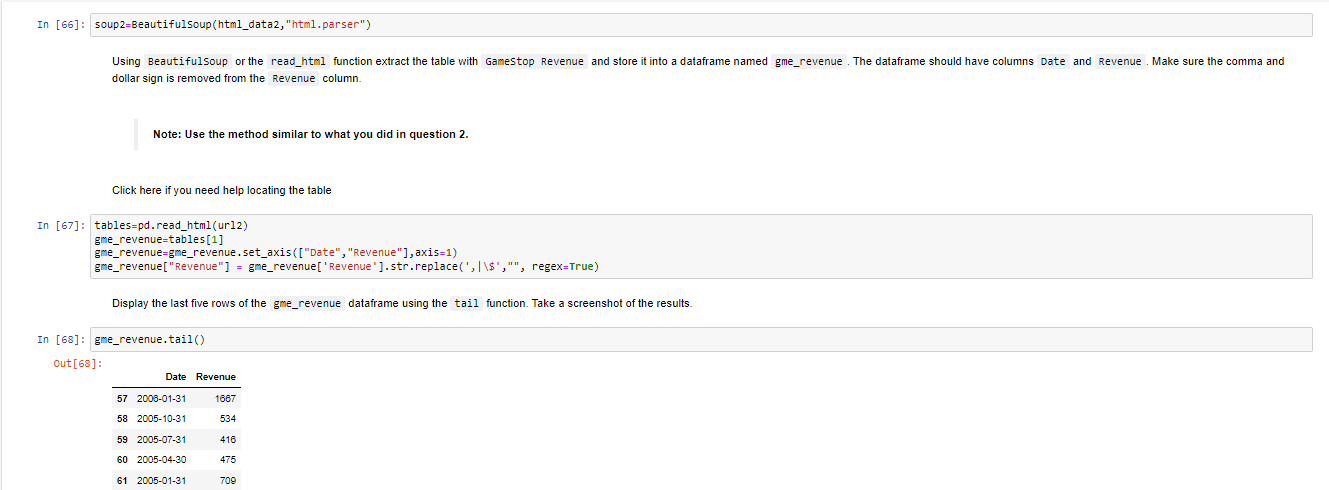 In [66]: soup2=BeautifulSoup(html_data2,"html.parser")
Using BeautifulSoup or the read_html function extract the table with GameStop Revenue and store it into a dataframe named gme_revenue . The dataframe should have columns Date and Revenue . Make sure the comma and
dollar sign is removed from the Revenue column.
Note: Use the method similar to what you did in question 2.
Click here if you need help locating the table
In [67]: tables=pd.read_html(url2)
gme_revenue=tables[1]
gme_revenue=gme_revenue.set_axis(["Date","Revenue"],axis=1)
gme_revenue["Revenue"] = gme_revenue['Revenue'].str.replace(',|\$',"", regex=True)
Display the last five rows of the gme_revenue dataframe using the tail function. Take a screenshot of the results.
In [68]: gme_revenue.tail()
Out[68]:
Date Revenue
57 2006-01-31 1667
58 2005-10-31 534
59 2005-07-31 416
60 2005-04-30 475
61 2005-01-31 709